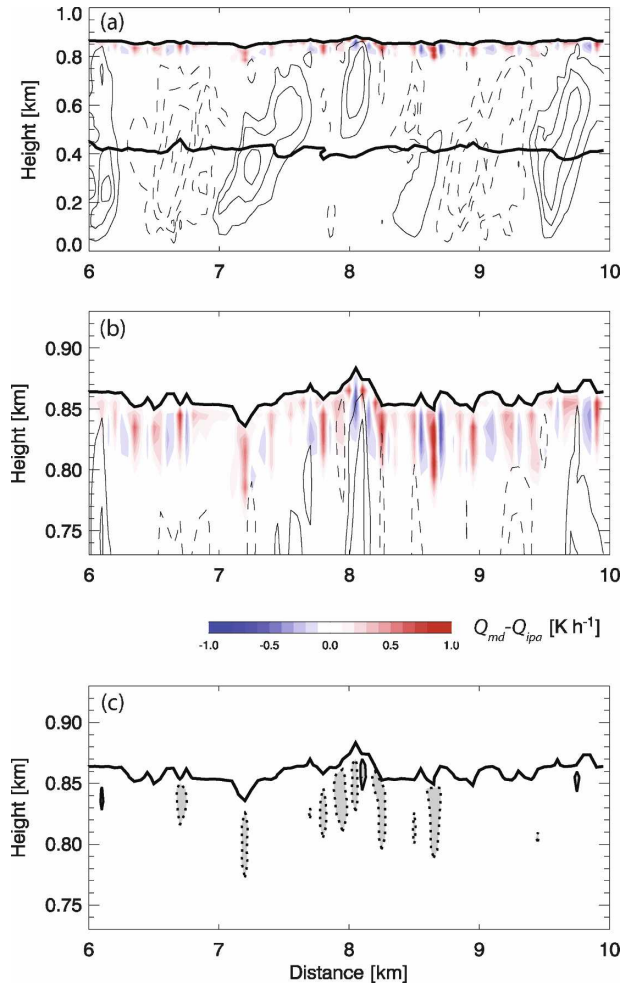 (a)
Height [km]
1.0
0.8
0.6
0.4
0.2
0.0
6 7 8 9 10
(b)
Height [km]
0.90
0.85
0.80
0.75
6 7 8 9 10
-1.0 -0.5 0.0 0.5 1.0
Qmd-Qipa [K h-1]
(c)
Height [km]
0.90
0.85
0.80
0.75
6 7 8 9 10
Distance [km]